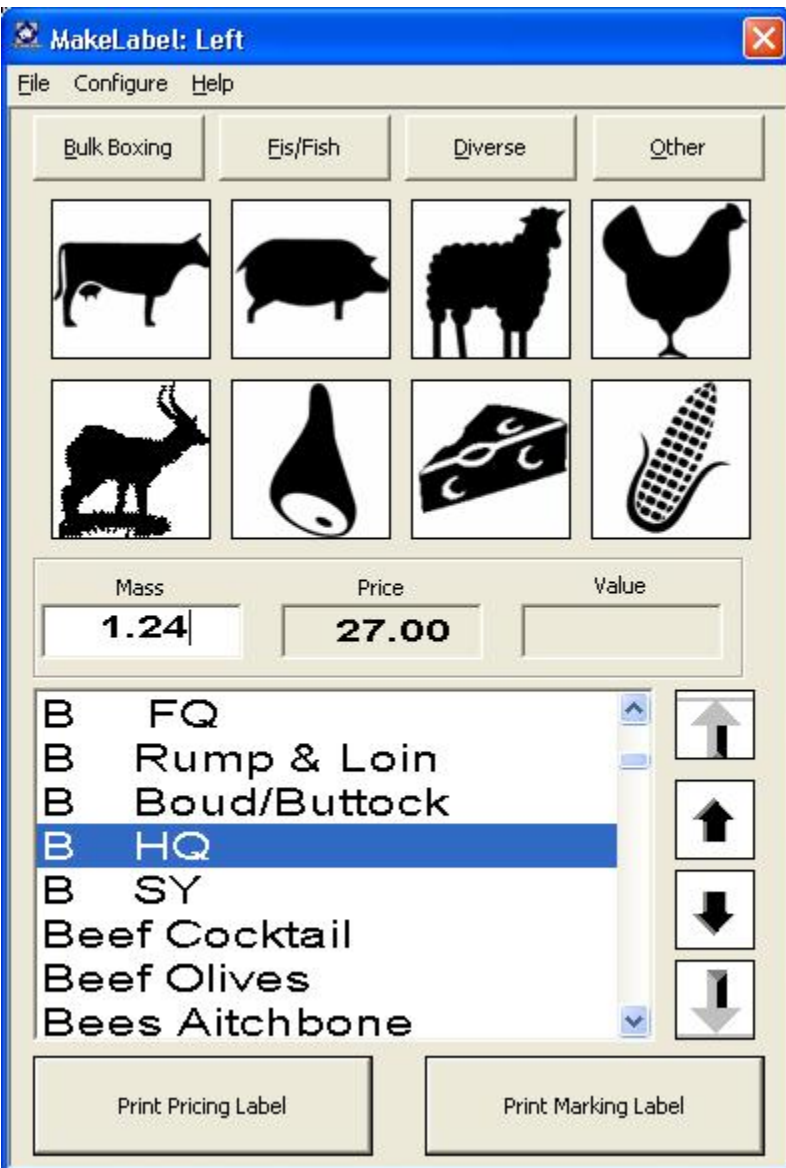 MakeLabel: Left
File Configure Help
Bulk Boxing Eis/Fish Diverse Other
Mass Price Value
1.24 27.00
B FQ
B Rump & Loin
B Boud/Buttock
B HQ
B SY
Beef Cocktail
Beef Olives
Bees Aitchbone
Print Pricing Label Print Marking Label